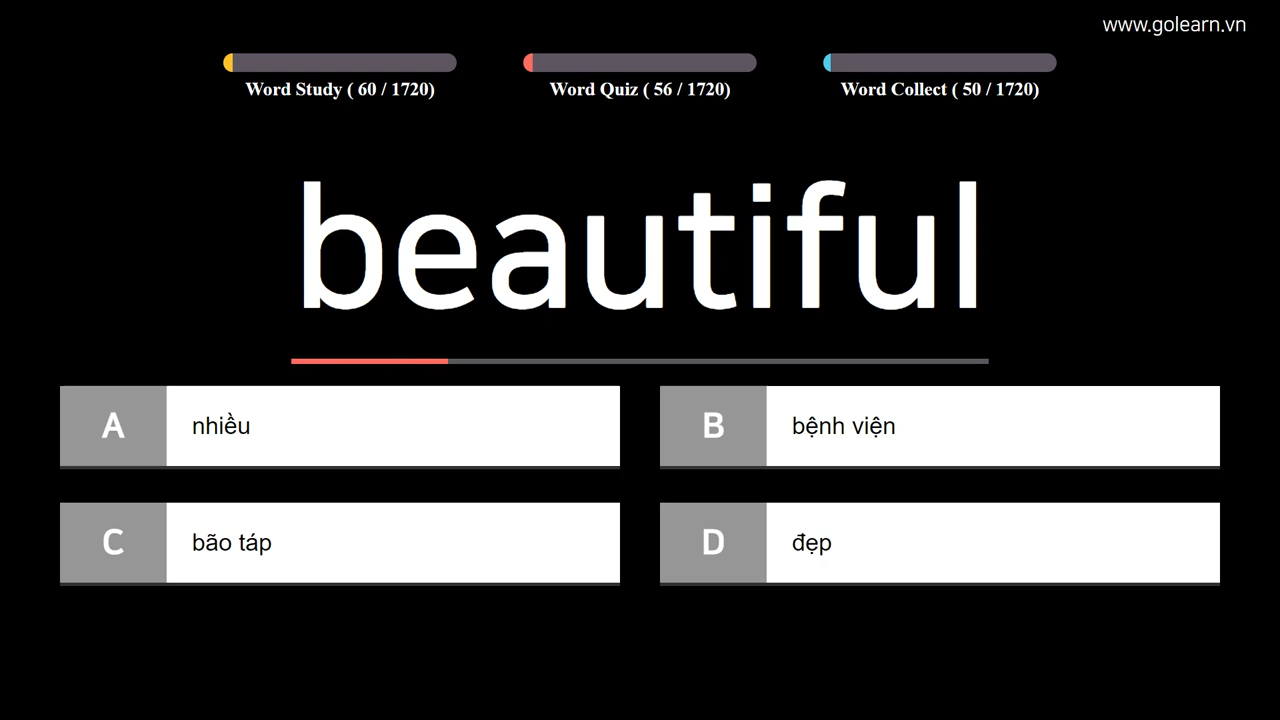 www.golearn.vn
Word Study ( 60 / 1720)
Word Quiz ( 56 / 1720)
Word Collect ( 50 / 1720)
beautiful
A nhiều
B bệnh viện
C bão táp
D đẹp